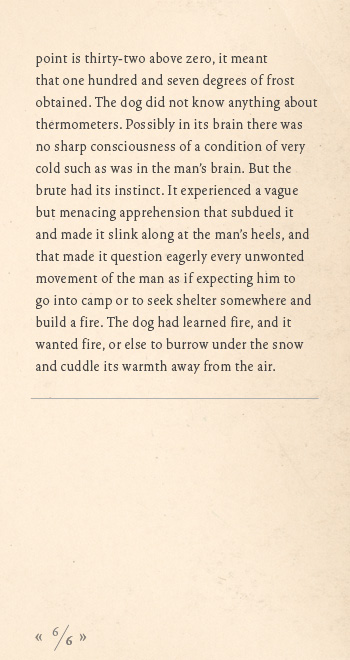 point is thirty-two above zero, it meant
that one hundred and seven degrees of frost
obtained. The dog did not know anything about
thermometers. Possibly in its brain there was
no sharp consciousness of a condition of very
cold such as was in the man’s brain. But the
brute had its instinct. It experienced a vague
but menacing apprehension that subdued it
and made it slink along at the man’s heels, and
that made it question eagerly every unwonted
movement of the man as if expecting him to
go into camp or to seek shelter somewhere and
build a fire. The dog had learned fire, and it
wanted fire, or else to burrow under the snow
and cuddle its warmth away from the air.
« 6/6 »